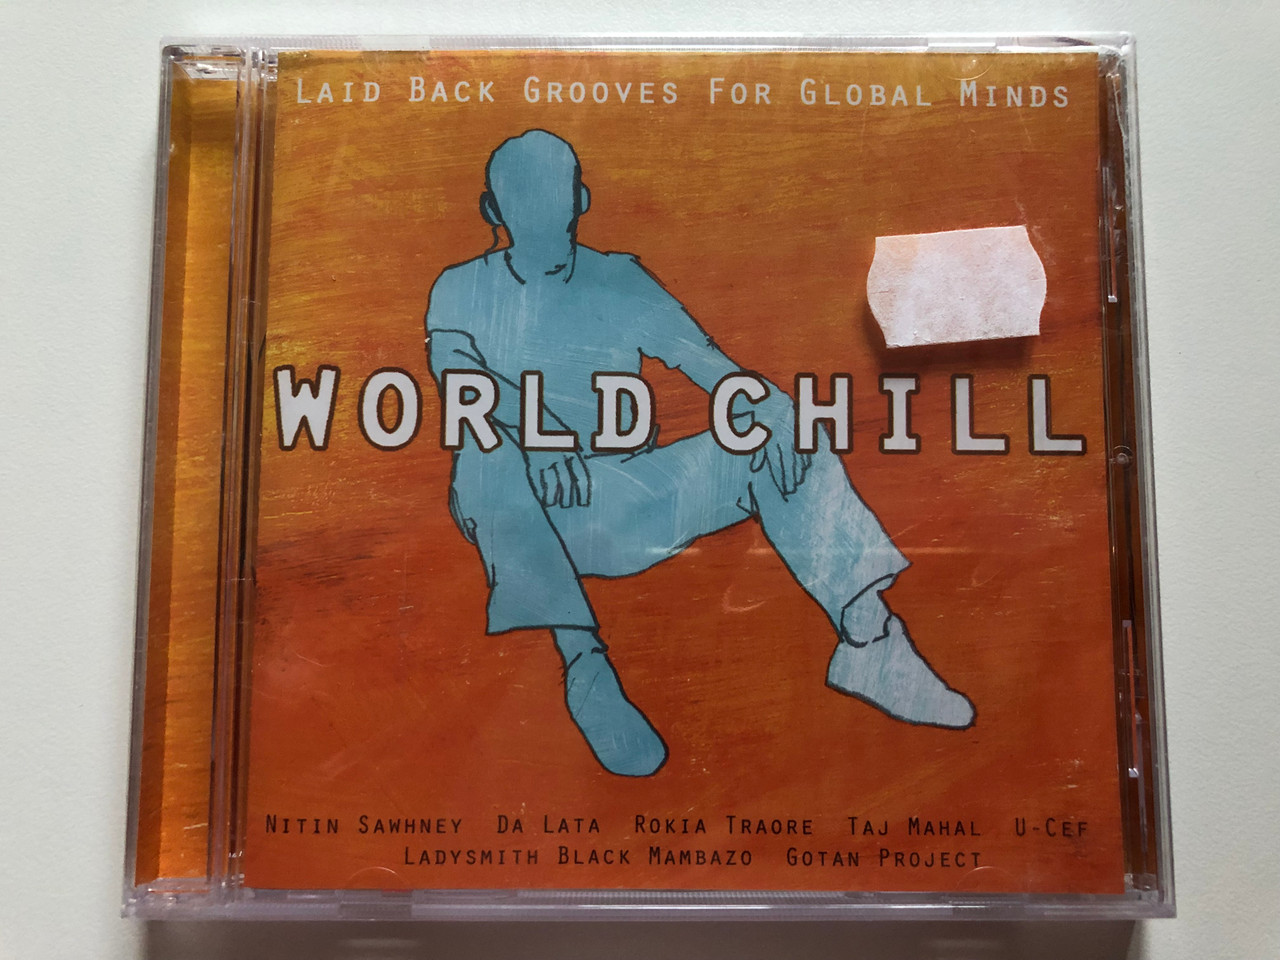 LAID BACK GROOVES FOR GLOBAL MINDS
WORLD CHILL
NITIN SAWHNEY DA LATA ROKIA TRAORE TAJ MAHAL U-CEF
LADYSMITH BLACK MAMBAZO GOTAN PROJECT